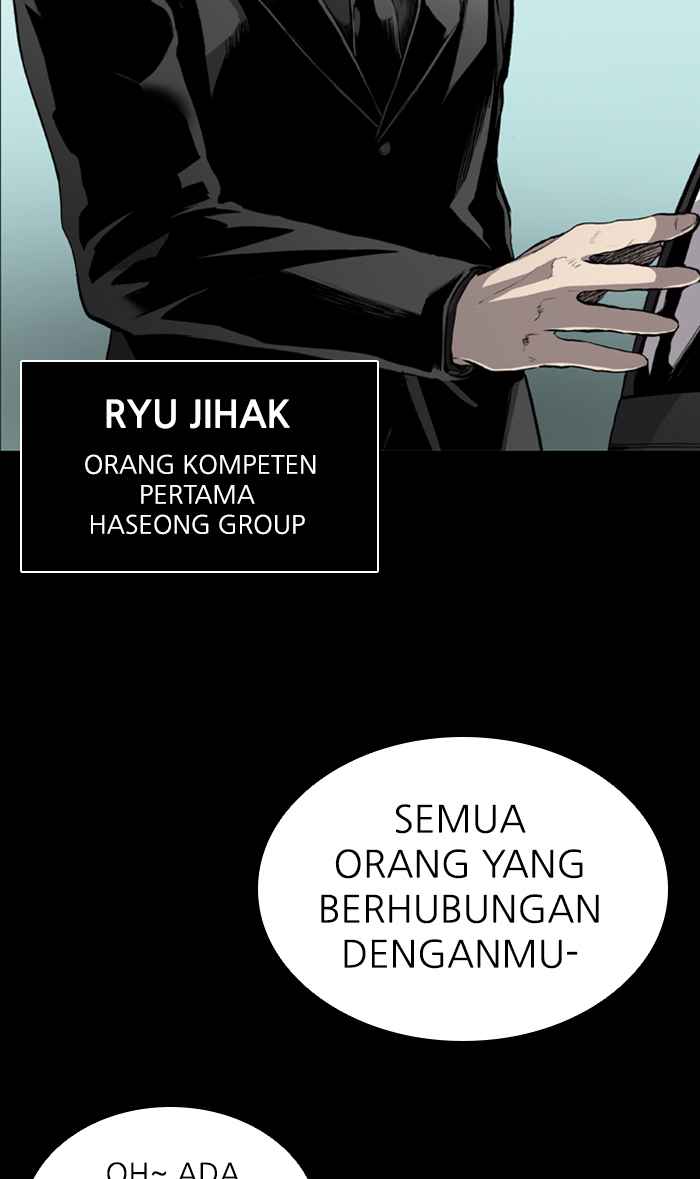 RYU JIHAK
ORANG KOMPETEN
PERTAMA
HASEONG GROUP
SEMUA
ORANG YANG
BERHUBUNGAN
DENGANMU-
OH~ ADA